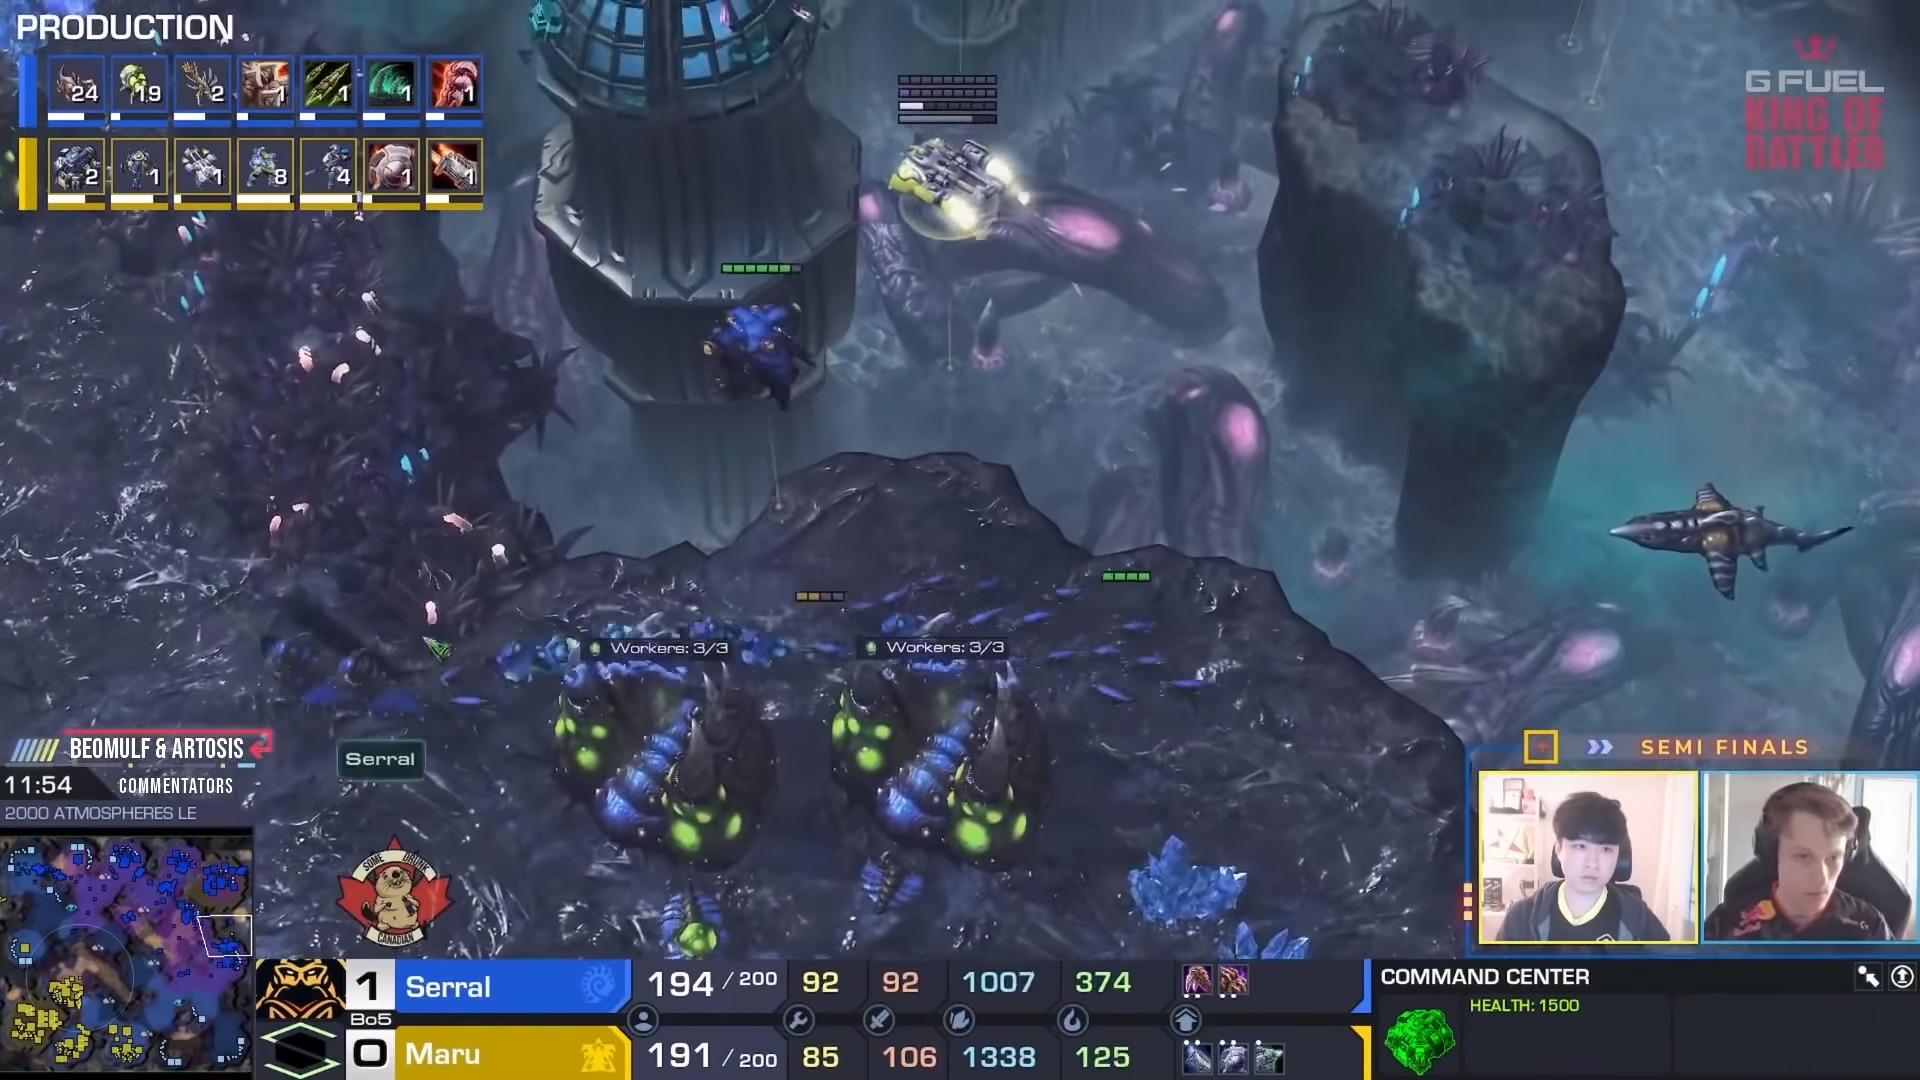 PRODUCTION
24 19 2 1 1 1 1
2 1 1 8 4 1 1
G FUEL
KING OF
BATTLES
Workers: 3/3
Workers: 3/3
BEOMULF & ARTOSIS
11:54
COMMENTATORS
2000 ATMOSPHERES LE
Serral
SOME DRUNK
CANADIAN
SEMI FINALS
1 Serral 194 / 200 92 92 1007 374
Bo5
0 Maru 191 / 200 85 106 1338 125
COMMAND CENTER
HEALTH: 1500